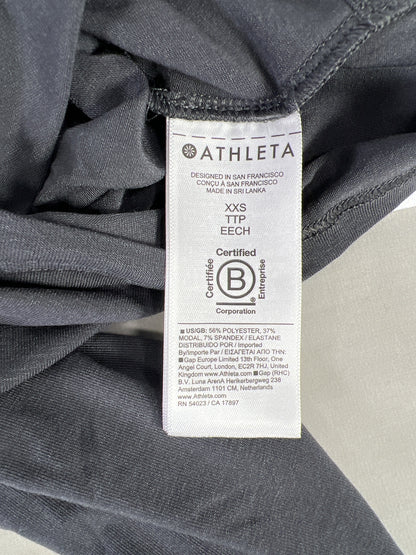 ATHLETA
DESIGNED IN SAN FRANCISCO
CONÇU À SAN FRANCISCO
MADE IN SRI LANKA
XXS
TTP
EECH
Certified
Certifiée
B
Entreprise
Corporation
■ US/GB: 56% POLYESTER, 37%
MODAL, 7% SPANDEX / ELASTANE
DISTRIBUIDO POR / Imported
By/Importe Par / ΕΙΣΑΓΕΤΑΙ ΑΠΟ /
■Gap Europe Limited 13th Floor, One
Angel Court, London, EC2R 7HJ, United
Kingdom www.Athleta.com ■ Gap (RHC)
B.V. Luna ArenA Herikerbergweg 238
Amsterdam 1101 CM, Netherlands
www.Athleta.com
RN 54023 / CA 17897